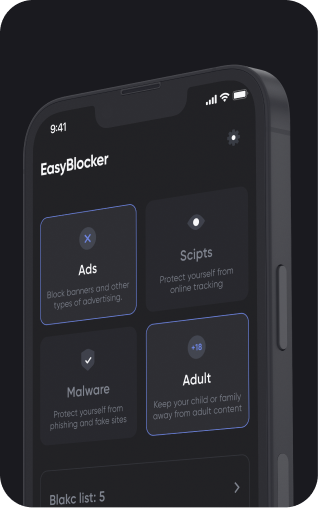 9:41
EasyBlocker
Ads
Block banners and other
types of advertising.
Scipts
Protect yourself from
online tracking
Malware
Protect yourself from
phishing and fake sites
+18
Adult
Keep your child or family
away from adult content
Blakc list: 5